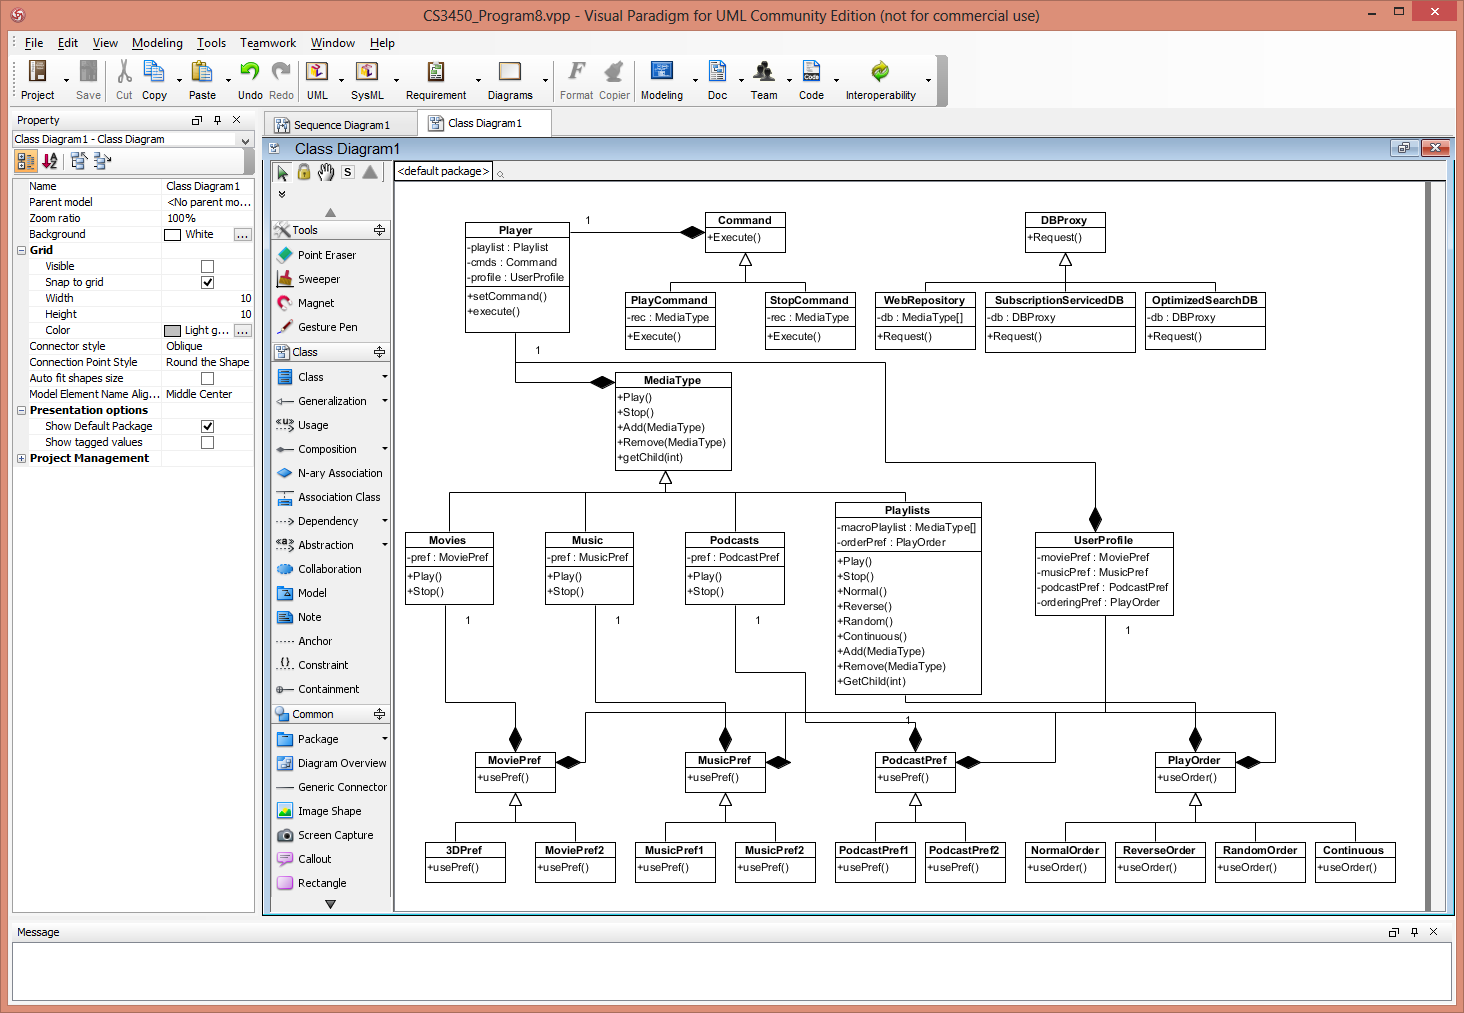 CS3450_Program8.vpp - Visual Paradigm for UML Community Edition (not for commercial use)
File Edit View Modeling Tools Teamwork Window Help
Project Save Cut Copy Paste Undo Redo UML SysML Requirement Diagrams Format Copier Modeling Doc Team Code Interoperability
Property
Class Diagram1 - Class Diagram
Name Class Diagram1
Parent model <No parent mo...
Zoom ratio 100%
Background White ...
Grid
Visible
Snap to grid
Width 10
Height 10
Color Light g... ...
Connector style Oblique
Connection Point Style Round the Shape
Auto fit shapes size
Model Element Name Alig... Middle Center
Presentation options
Show Default Package
Show tagged values
Project Management
Sequence Diagram1
Class Diagram1
Class Diagram1
S
<default package>
Tools
Point Eraser
Sweeper
Magnet
Gesture Pen
Class
Class
Generalization
Usage
Composition
N-ary Association
Association Class
Dependency
Abstraction
Collaboration
Model
Note
Anchor
Constraint
Containment
Common
Package
Diagram Overview
Generic Connector
Image Shape
Screen Capture
Callout
Rectangle
Player
-playlist : Playlist
-cmds : Command
-profile : UserProfile
+setCommand()
+execute()
1
Command
+Execute()
DBProxy
+Request()
PlayCommand
-rec : MediaType
+Execute()
StopCommand
-rec : MediaType
+Execute()
WebRepository
-db : MediaType[]
+Request()
SubscriptionServicedDB
-db : DBProxy
+Request()
OptimizedSearchDB
-db : DBProxy
+Request()
1
MediaType
+Play()
+Stop()
+Add(MediaType)
+Remove(MediaType)
+getChild(int)
Movies
-pref : MoviePref
+Play()
+Stop()
1
Music
-pref : MusicPref
+Play()
+Stop()
1
Podcasts
-pref : PodcastPref
+Play()
+Stop()
1
Playlists
-macroPlaylist : MediaType[]
-orderPref : PlayOrder
+Play()
+Stop()
+Normal()
+Reverse()
+Random()
+Continuous()
+Add(MediaType)
+Remove(MediaType)
+GetChild(int)
1
UserProfile
-moviePref : MoviePref
-musicPref : MusicPref
-podcastPref : PodcastPref
-orderingPref : PlayOrder
1
MoviePref
+usePref()
MusicPref
+usePref()
PodcastPref
+usePref()
PlayOrder
+useOrder()
3DPref
+usePref()
MoviePref2
+usePref()
MusicPref1
+usePref()
MusicPref2
+usePref()
PodcastPref1
+usePref()
PodcastPref2
+usePref()
NormalOrder
+useOrder()
ReverseOrder
+useOrder()
RandomOrder
+useOrder()
Continuous
+useOrder()
Message